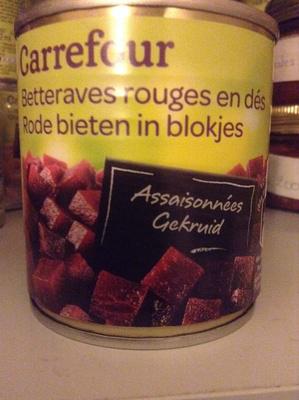 Carrefour
Betteraves rouges en dés
Rode bieten in blokjes
Assaisonnées
Gekruid